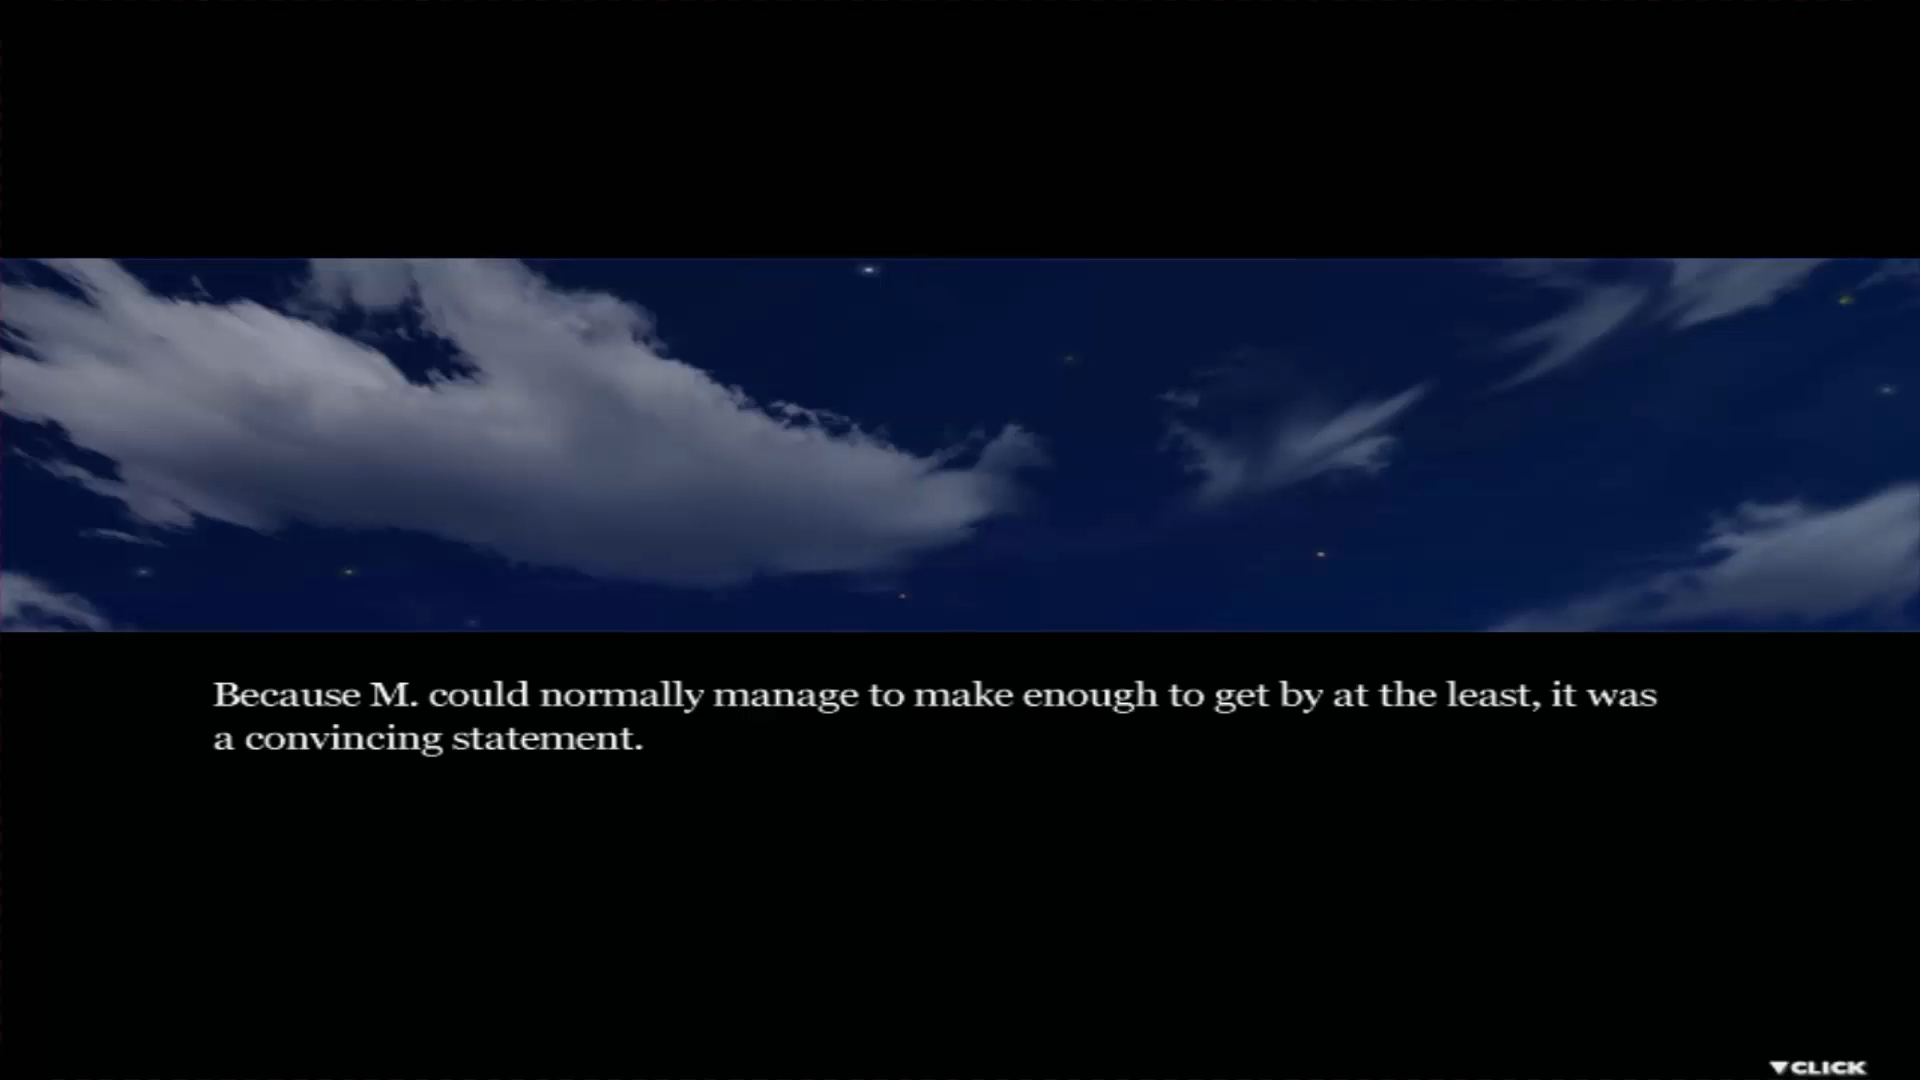 Because M. could normally manage to make enough to get by at the least, it was
a convincing statement.
▼CLICK